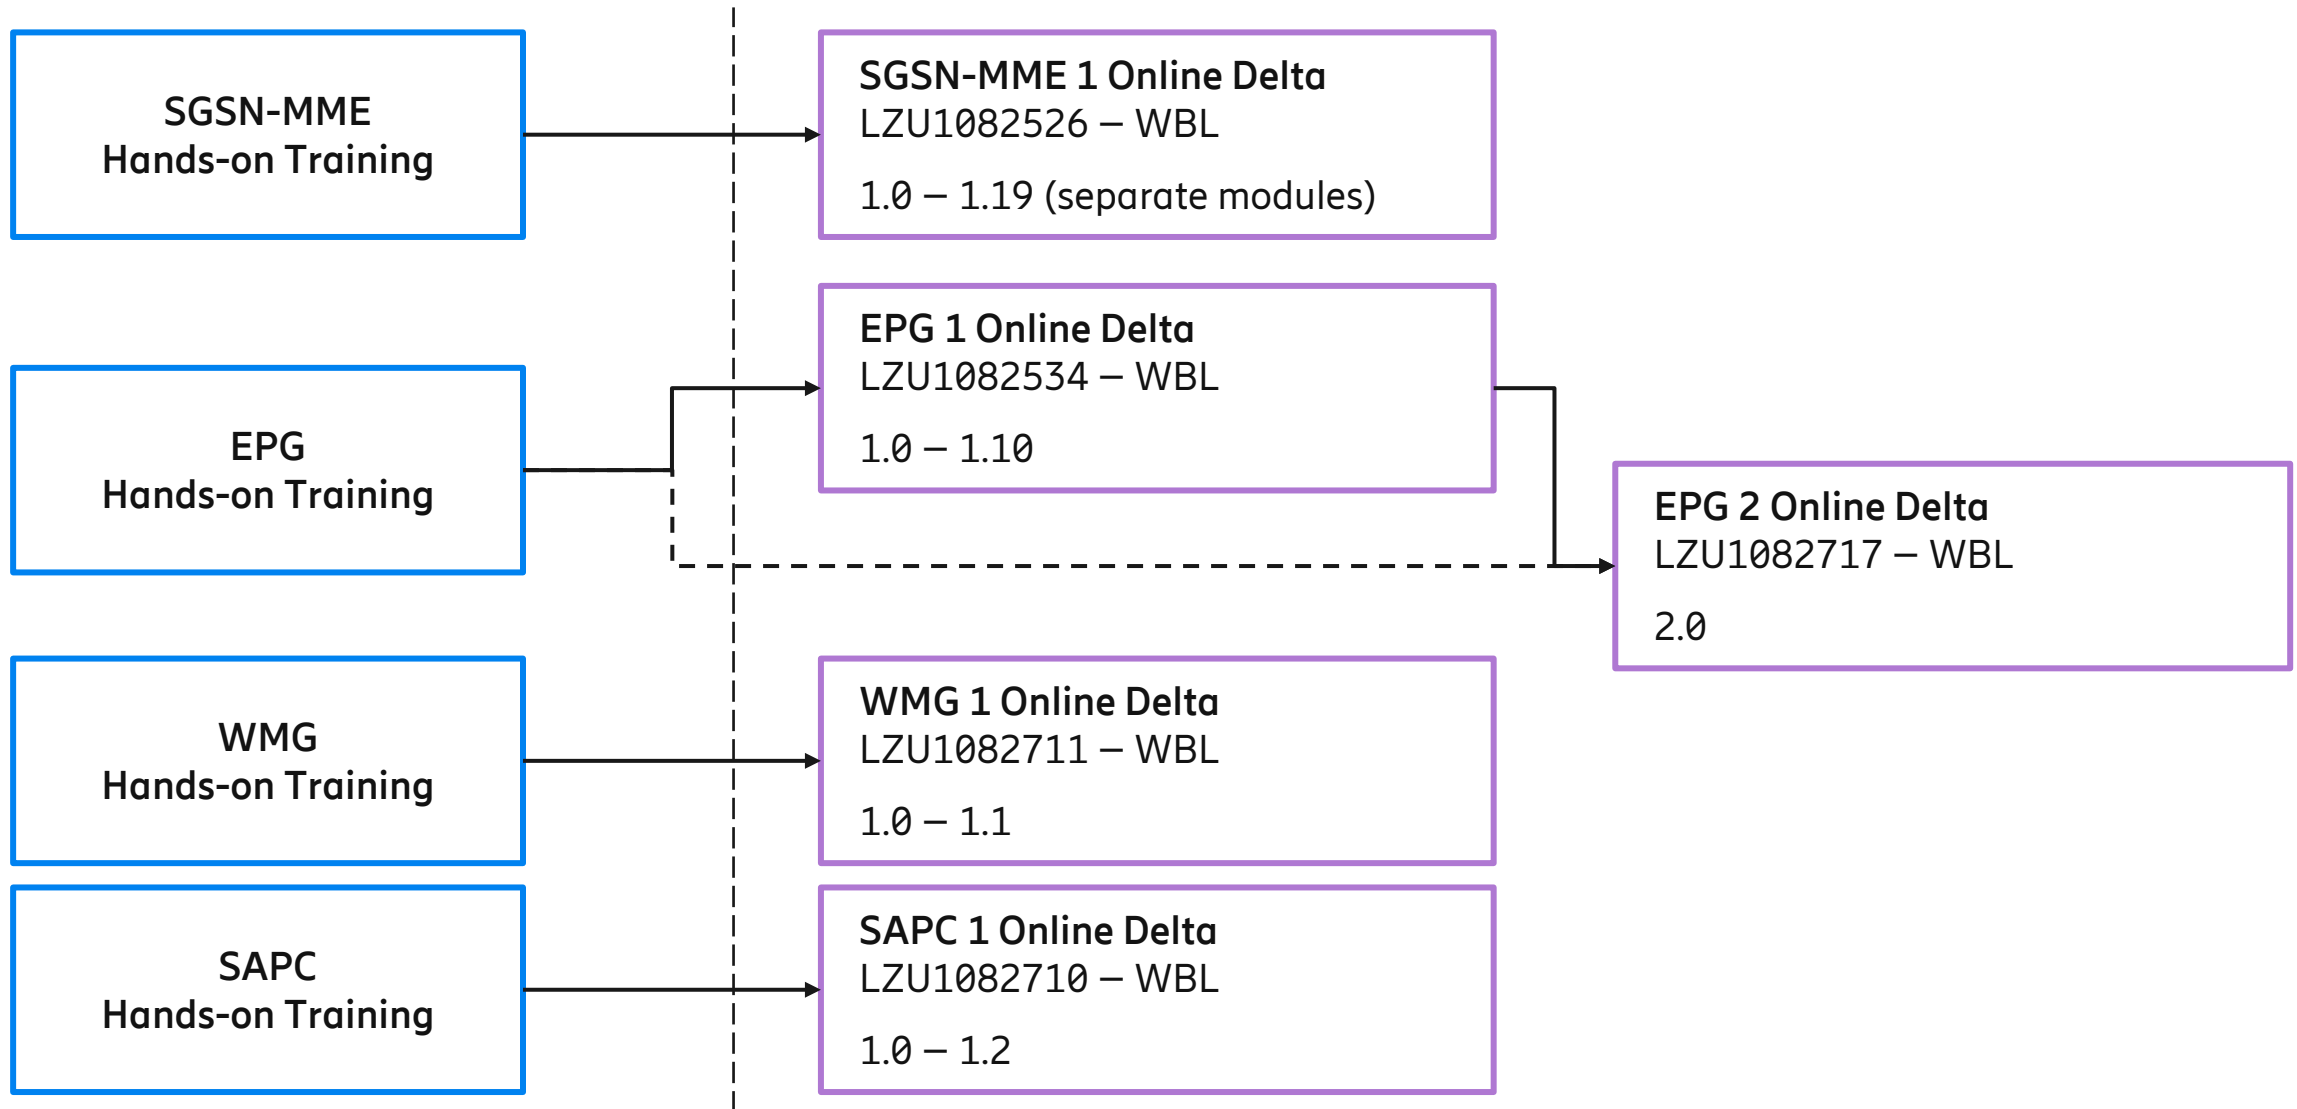 SGSN-MME
Hands-on Training
SGSN-MME 1 Online Delta
LZU1082526 – WBL
1.0 – 1.19 (separate modules)
EPG
Hands-on Training
EPG 1 Online Delta
LZU1082534 – WBL
1.0 – 1.10
EPG 2 Online Delta
LZU1082717 – WBL
2.0
WMG
Hands-on Training
WMG 1 Online Delta
LZU1082711 – WBL
1.0 – 1.1
SAPC
Hands-on Training
SAPC 1 Online Delta
LZU1082710 – WBL
1.0 – 1.2